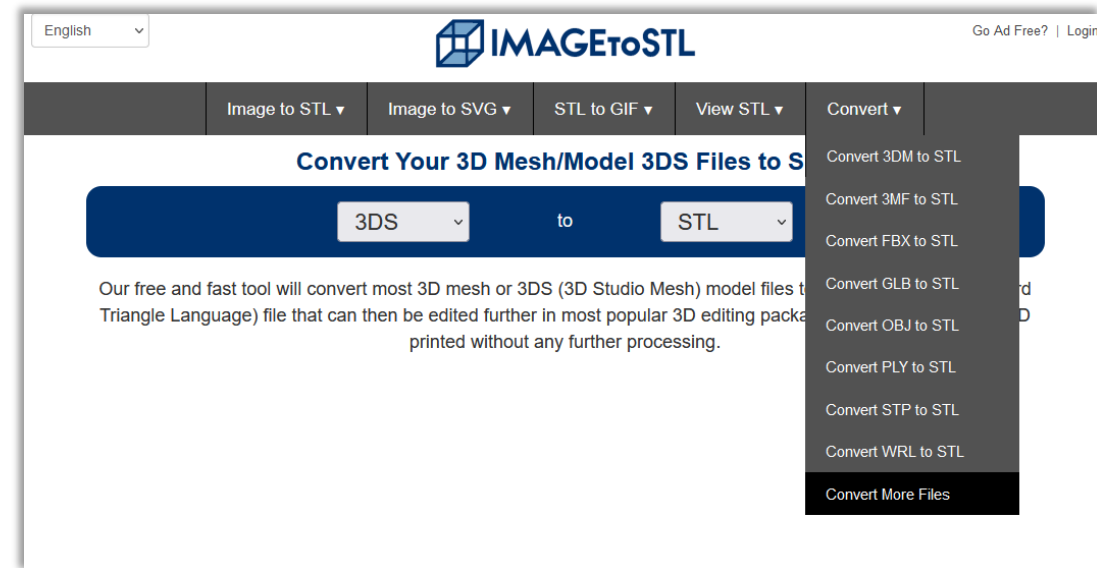 English
IMAGEToSTL
Go Ad Free? | Login
Image to STL ▾
Image to SVG ▾
STL to GIF ▾
View STL ▾
Convert ▾
Convert Your 3D Mesh/Model 3DS Files to S
3DS
to
STL
Our free and fast tool will convert most 3D mesh or 3DS (3D Studio Mesh) model files t rd
Triangle Language) file that can then be edited further in most popular 3D editing packa D
printed without any further processing.
Convert 3DM to STL
Convert 3MF to STL
Convert FBX to STL
Convert GLB to STL
Convert OBJ to STL
Convert PLY to STL
Convert STP to STL
Convert WRL to STL
Convert More Files